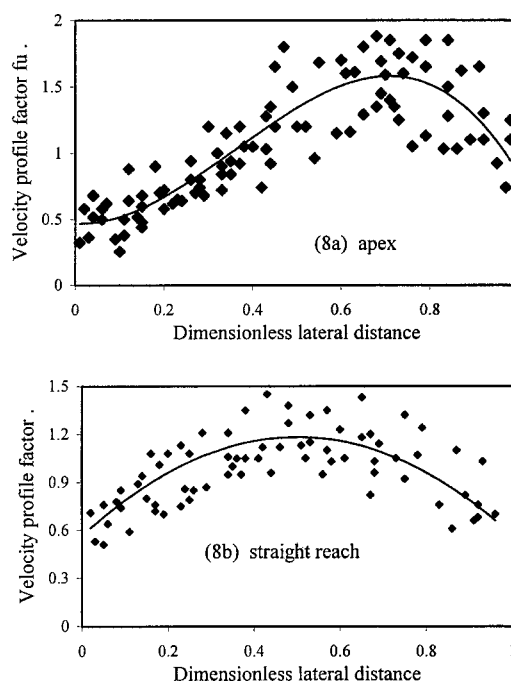 Velocity profile factor fu .
2
1.5
1
0.5
0
(8a) apex
0 0.2 0.4 0.6 0.8 1
Dimensionless lateral distance
Velocity profile factor .
1.5
1.2
0.9
0.6
0.3
0
(8b) straight reach
0 0.2 0.4 0.6 0.8 1
Dimensionless lateral distance